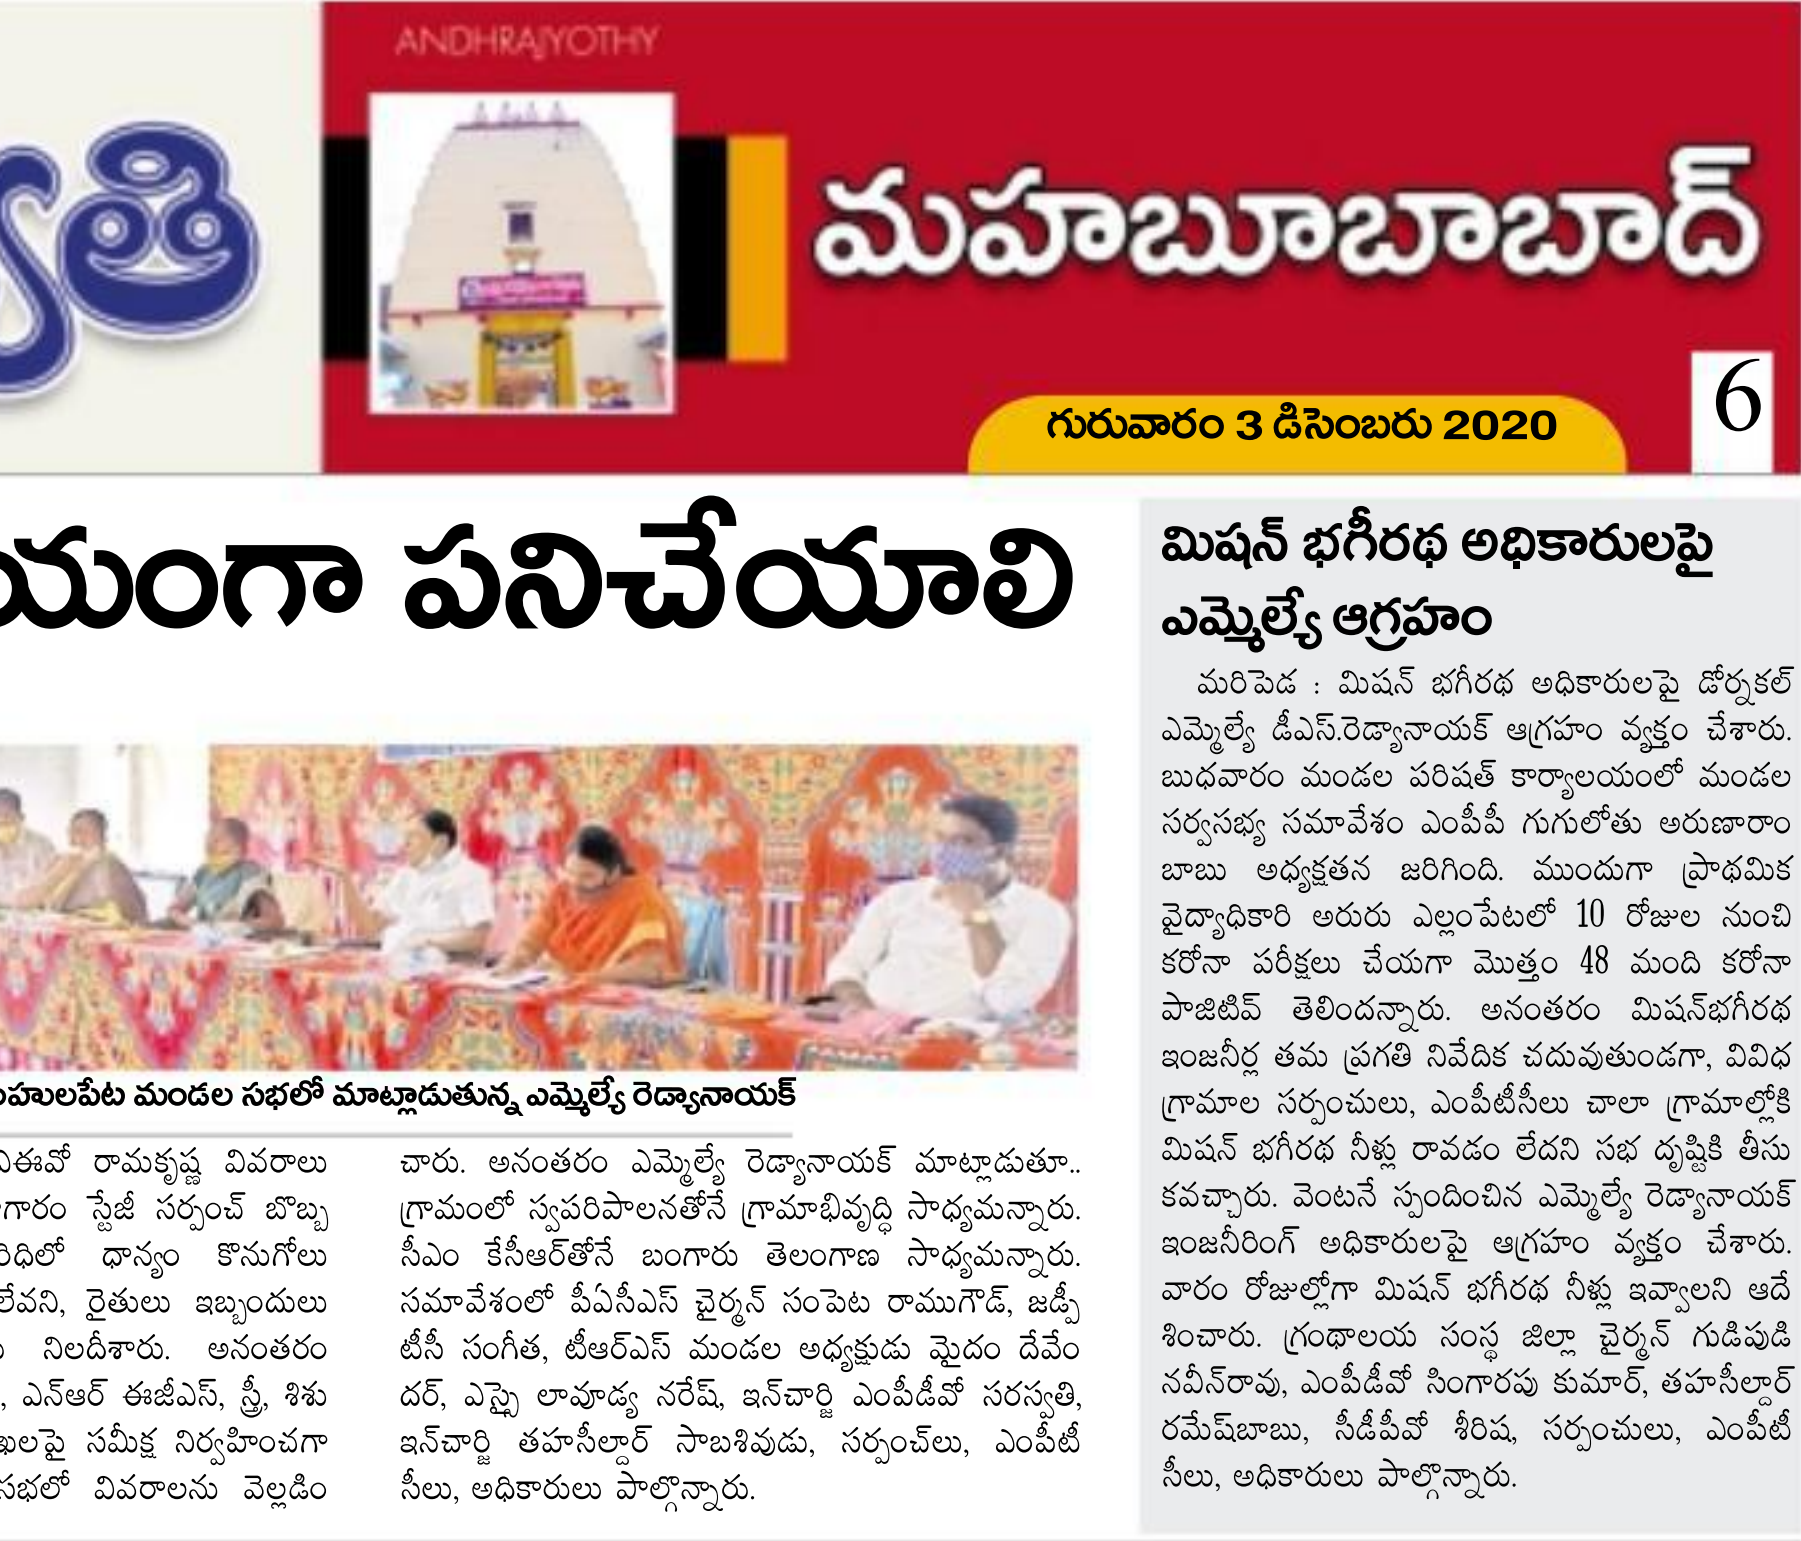 ANDHRAJYOTHY
మహబూబాబాద్
గురువారం 3 డిసెంబరు 2020
6
యంగా పనిచేయాలి
హులపేట మండల సభలో మాట్లాడుతున్న ఎమ్మెల్యే రెడ్యానాయక్
ఏఈవో రామకృష్ణ వివరాలు
గారం స్టేజీ సర్పంచ్ బొబ్బ
రిధిలో ధాన్యం కొనుగోలు
లేవని, రైతులు ఇబ్బందులు
నిలదీశారు. అనంతరం
, ఎన్ఆర్ ఈజీఎస్, స్త్రీ, శిశు
ఖలపై సమీక్ష నిర్వహించగా
సభలో వివరాలను వెల్లడిం
చారు. అనంతరం ఎమ్మెల్యే రెడ్యానాయక్ మాట్లాడుతూ..
గ్రామంలో స్వపరిపాలనతోనే గ్రామాభివృద్ధి సాధ్యమన్నారు.
సీఎం కేసీఆర్‌తోనే బంగారు తెలంగాణ సాధ్యమన్నారు.
సమావేశంలో పీఏసీఎస్ చైర్మన్ సంపెట రాముగౌడ్, జడ్పీ
టీసీ సంగీత, టీఆర్ఎస్ మండల అధ్యక్షుడు మైదం దేవేం
దర్, ఎస్సై లావూడ్య నరేష్, ఇన్‌చార్జి ఎంపీడీవో సరస్వతి,
ఇన్‌చార్జి తహసీల్దార్ సాబశివుడు, సర్పంచ్‌లు, ఎంపీటీ
సీలు, అధికారులు పాల్గొన్నారు.
మిషన్ భగీరథ అధికారులపై
ఎమ్మెల్యే ఆగ్రహం
మరిపెడ : మిషన్ భగీరథ అధికారులపై డోర్నకల్
ఎమ్మెల్యే డీఎస్.రెడ్యానాయక్ ఆగ్రహం వ్యక్తం చేశారు.
బుధవారం మండల పరిషత్ కార్యాలయంలో మండల
సర్వసభ్య సమావేశం ఎంపీపీ గుగులోతు అరుణారాం
బాబు అధ్యక్షతన జరిగింది. ముందుగా ప్రాథమిక
వైద్యాధికారి అరురు ఎల్లంపేటలో 10 రోజుల నుంచి
కరోనా పరీక్షలు చేయగా మొత్తం 48 మంది కరోనా
పాజిటివ్ తెలిందన్నారు. అనంతరం మిషన్‌భగీరథ
ఇంజనీర్ల తమ ప్రగతి నివేదిక చదువుతుండగా, వివిధ
గ్రామాల సర్పంచులు, ఎంపీటీసీలు చాలా గ్రామాల్లోకి
మిషన్ భగీరథ నీళ్లు రావడం లేదని సభ దృష్టికి తీసు
కవచ్చారు. వెంటనే స్పందించిన ఎమ్మెల్యే రెడ్యానాయక్
ఇంజనీరింగ్ అధికారులపై ఆగ్రహం వ్యక్తం చేశారు.
వారం రోజుల్లోగా మిషన్ భగీరథ నీళ్లు ఇవ్వాలని ఆదే
శించారు. గ్రంథాలయ సంస్థ జిల్లా చైర్మన్ గుడిపుడి
నవీన్‌రావు, ఎంపీడీవో సింగారపు కుమార్, తహసీల్దార్
రమేష్‌బాబు, సీడీపీవో శీరిష, సర్పంచులు, ఎంపీటీ
సీలు, అధికారులు పాల్గొన్నారు.